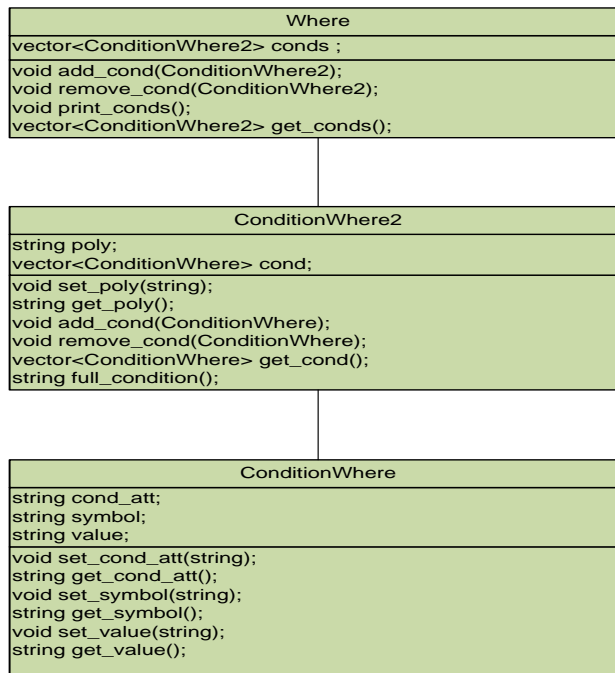 Where
vector<ConditionWhere2> conds ;
void add_cond(ConditionWhere2);
void remove_cond(ConditionWhere2);
void print_conds();
vector<ConditionWhere2> get_conds();
ConditionWhere2
string poly;
vector<ConditionWhere> cond;
void set_poly(string);
string get_poly();
void add_cond(ConditionWhere);
void remove_cond(ConditionWhere);
vector<ConditionWhere> get_cond();
string full_condition();
ConditionWhere
string cond_att;
string symbol;
string value;
void set_cond_att(string);
string get_cond_att();
void set_symbol(string);
string get_symbol();
void set_value(string);
string get_value();